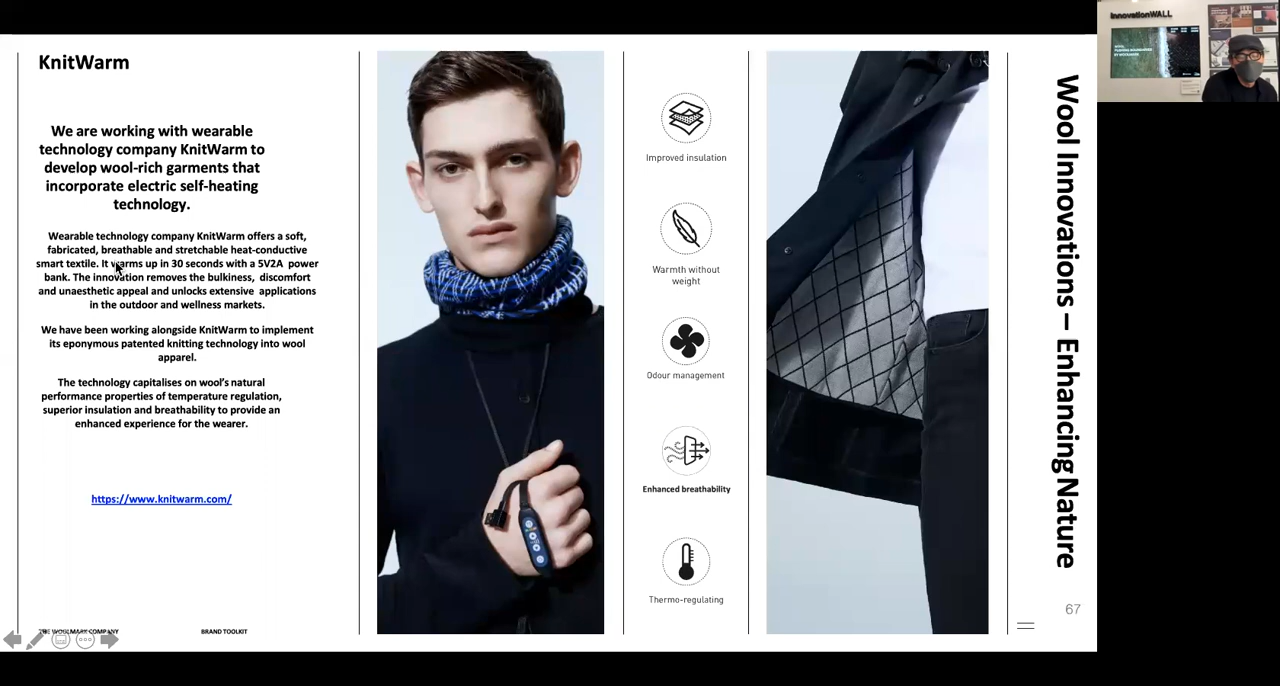 KnitWarm
We are working with wearable
technology company KnitWarm to
develop wool-rich garments that
incorporate electric self-heating
technology.
Wearable technology company KnitWarm offers a soft,
fabricated, breathable and stretchable heat-conductive
smart textile. It warms up in 30 seconds with a 5V2A power
bank. The innovation removes the bulkiness, discomfort
and unaesthetic appeal and unlocks extensive applications
in the outdoor and wellness markets.
We have been working alongside KnitWarm to implement
its eponymous patented knitting technology into wool
apparel.
The technology capitalises on wool's natural
performance properties of temperature regulation,
superior insulation and breathability to provide an
enhanced experience for the wearer.
https://www.knitwarm.com/
THE WOOLMARK COMPANY
BRAND TOOLKIT
Improved insulation
Warmth without
weight
Odour management
Enhanced breathability
Thermo-regulating
Wool Innovations – Enhancing Nature
67
InnovationWALL